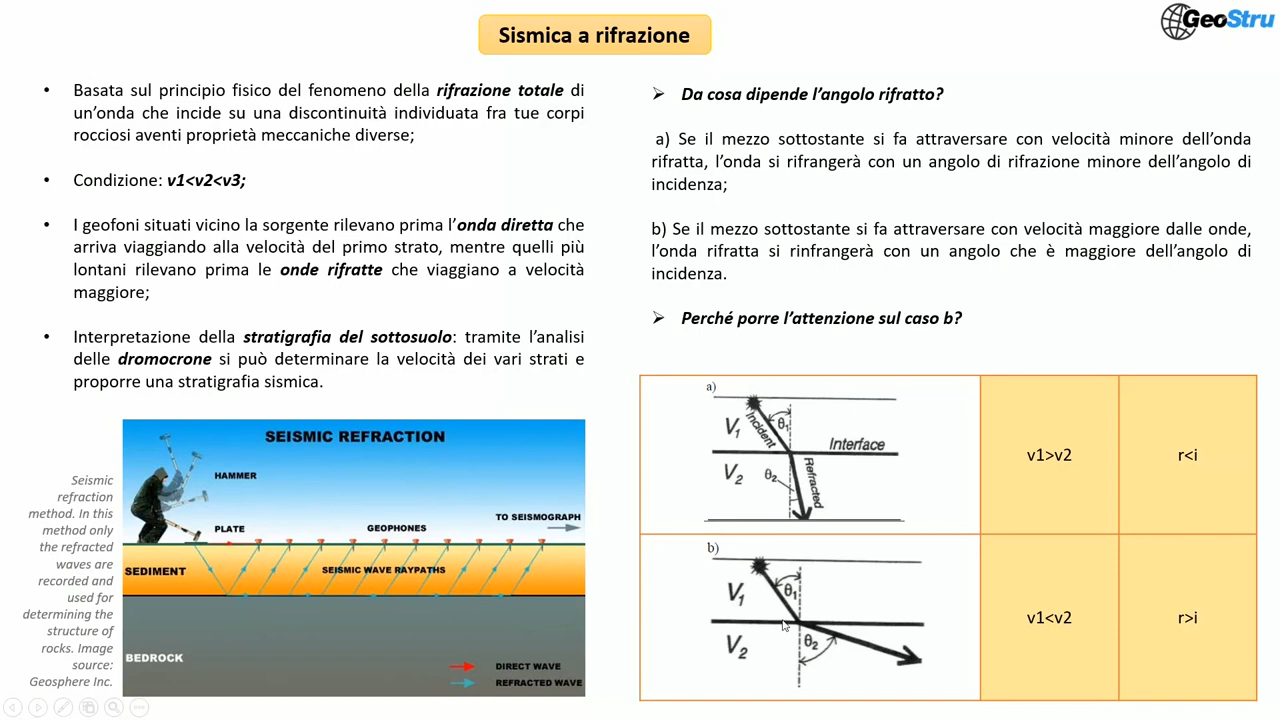 Sismica a rifrazione
GeoStru
• Basata sul principio fisico del fenomeno della rifrazione totale di
un'onda che incide su una discontinuità individuata fra tue corpi
rocciosi aventi proprietà meccaniche diverse;
• Condizione: v1<v2<v3;
• I geofoni situati vicino la sorgente rilevano prima l'onda diretta che
arriva viaggiando alla velocità del primo strato, mentre quelli più
lontani rilevano prima le onde rifratte che viaggiano a velocità
maggiore;
• Interpretazione della stratigrafia del sottosuolo: tramite l'analisi
delle dromocrone si può determinare la velocità dei vari strati e
proporre una stratigrafia sismica.
Seismic
refraction
method. In this
method only
the refracted
waves are
recorded and
used for
determining the
structure of
rocks. Image
source:
Geosphere Inc.
SEISMIC REFRACTION
HAMMER
TO SEISMOGRAPH
PLATE
GEOPHONES
SEDIMENT
SEISMIC WAVE RAYPATHS
BEDROCK
DIRECT WAVE
REFRACTED WAVE
➢ Da cosa dipende l'angolo rifratto?
a) Se il mezzo sottostante si fa attraversare con velocità minore dell'onda
rifratta, l'onda si rifrangerà con un angolo di rifrazione minore dell'angolo di
incidenza;
b) Se il mezzo sottostante si fa attraversare con velocità maggiore dalle onde,
l'onda rifratta si rinfrangerà con un angolo che è maggiore dell'angolo di
incidenza.
➢ Perché porre l'attenzione sul caso b?
a)
V1
Incident
θ1
Interface
V2
θ2
Refracted
v1>v2
r<i
b)
V1
θ1
V2
θ2
v1<v2
r>i